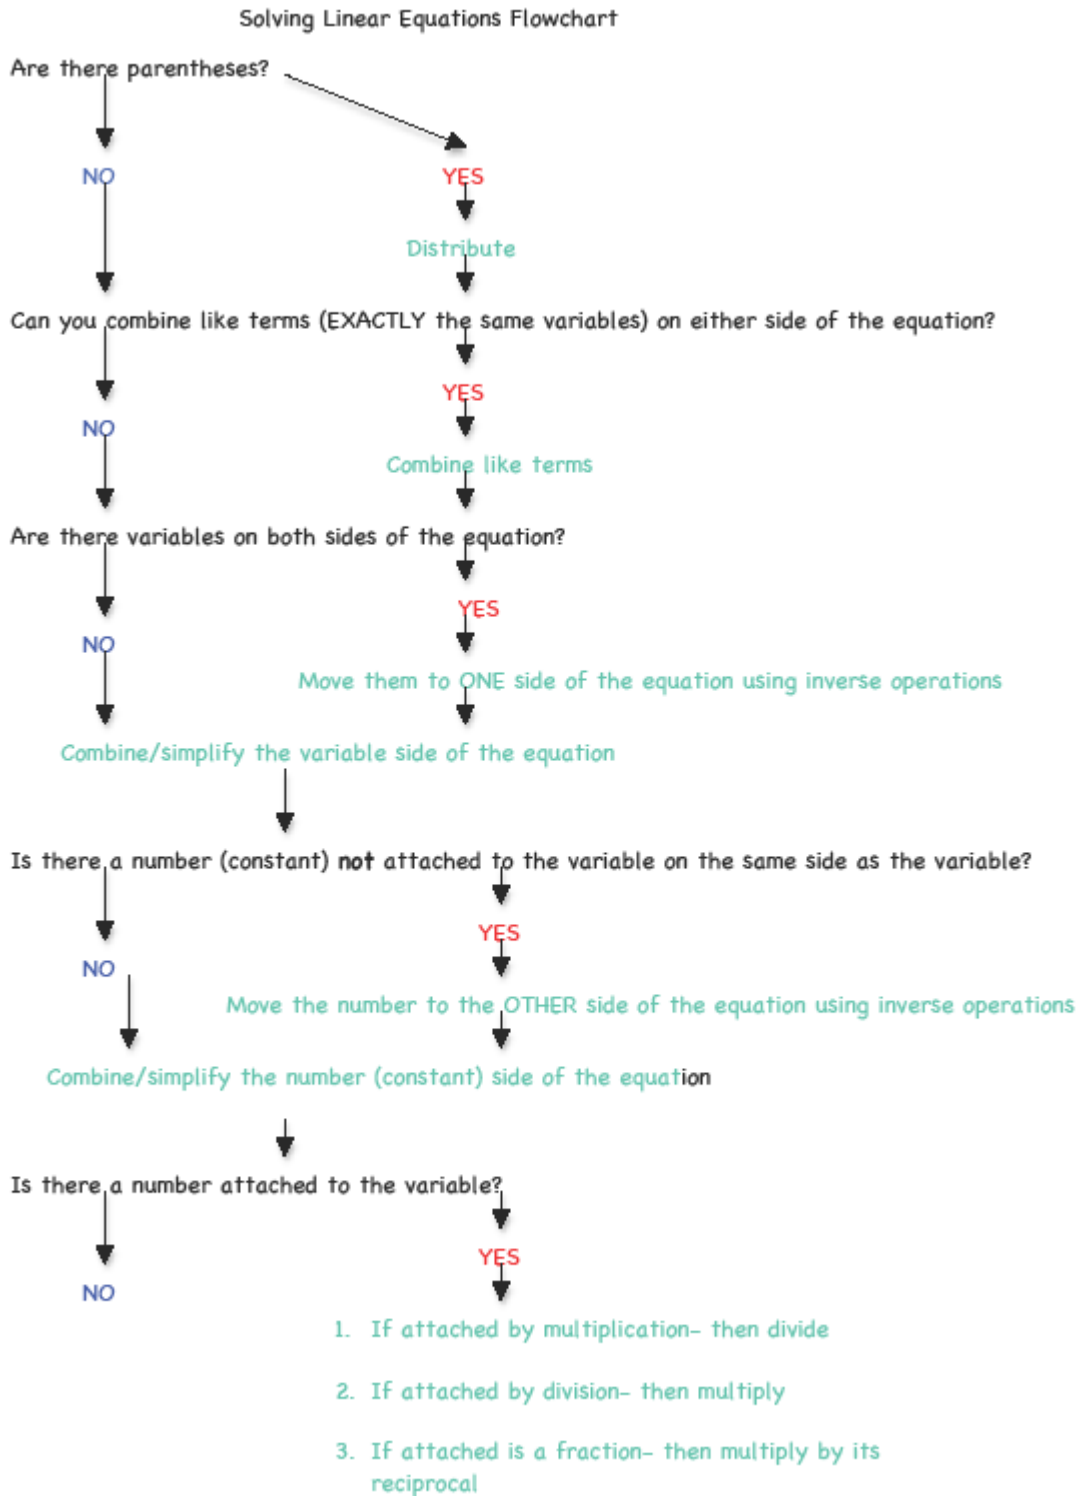 Solving Linear Equations Flowchart
Are there parentheses?
NO
YES
Distribute
Can you combine like terms (EXACTLY the same variables) on either side of the equation?
YES
NO
Combine like terms
Are there variables on both sides of the equation?
YES
NO
Move them to ONE side of the equation using inverse operations
Combine/simplify the variable side of the equation
Is there a number (constant) not attached to the variable on the same side as the variable?
YES
NO
Move the number to the OTHER side of the equation using inverse operations
Combine/simplify the number (constant) side of the equation
Is there a number attached to the variable?
YES
NO
1. If attached by multiplication– then divide
2. If attached by division– then multiply
3. If attached is a fraction– then multiply by its
reciprocal